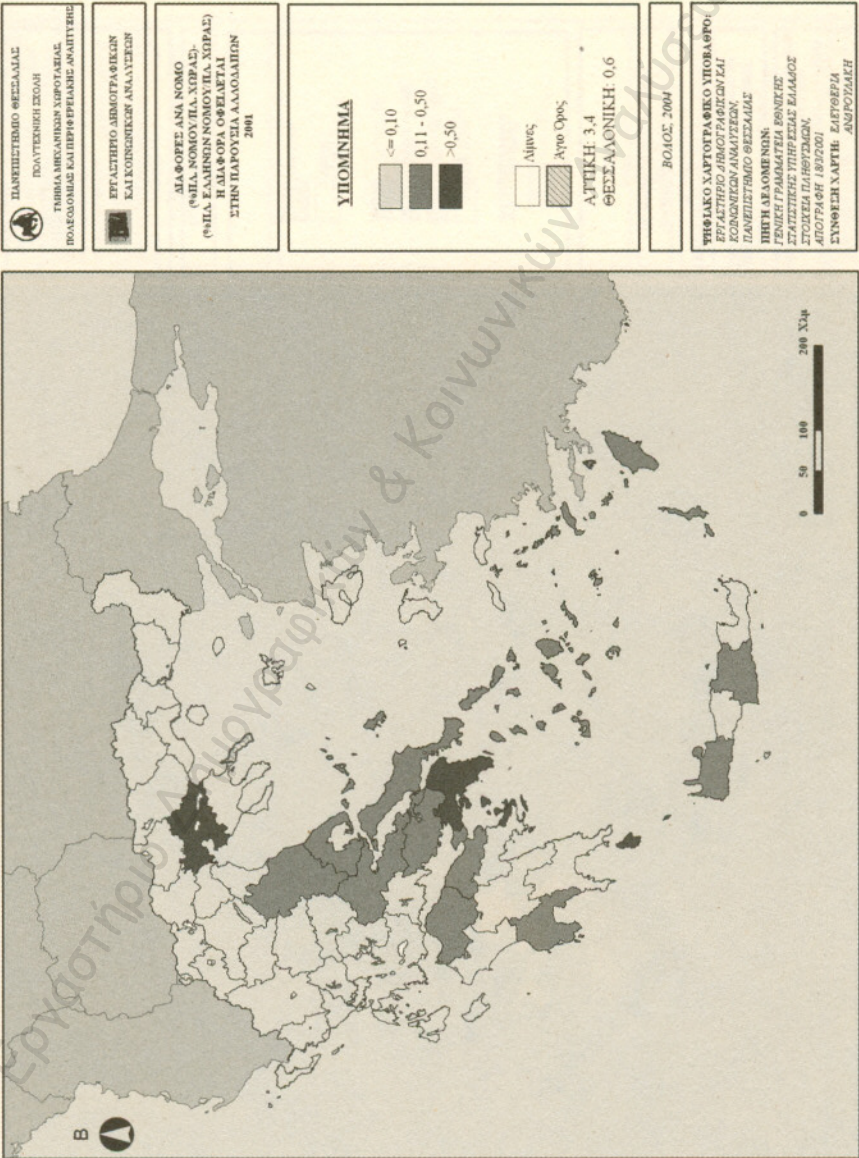 ΠΑΝΕΠΙΣΤΗΜΙΟ ΘΕΣΣΑΛΙΑΣ
ΠΟΛΥΤΕΧΝΙΚΗ ΣΧΟΛΗ
ΤΜΗΜΑ ΜΗΧΑΝΙΚΩΝ ΧΩΡΟΤΑΞΙΑΣ,
ΠΟΛΕΟΔΟΜΙΑΣ ΚΑΙ ΠΕΡΙΦΕΡΕΙΑΚΗΣ ΑΝΑΠΤΥΞΗΣ
ΕΡΓΑΣΤΗΡΙΟ ΔΗΜΟΓΡΑΦΙΚΩΝ
ΚΑΙ ΚΟΙΝΩΝΙΚΩΝ ΑΝΑΛΥΣΕΩΝ
ΔΙΑΦΟΡΕΣ ΑΝΑ ΝΟΜΟ
(%ΠΛ. ΝΟΜΟΥ/ΠΛ. ΧΩΡΑΣ)-
(%ΠΛ. ΕΛΛΗΝΩΝ ΝΟΜΟΥ/ΠΛ. ΧΩΡΑΣ)
Η ΔΙΑΦΟΡΑ ΟΦΕΙΛΕΤΑΙ
ΣΤΗΝ ΠΑΡΟΥΣΙΑ ΑΛΛΟΔΑΠΩΝ
2001
ΥΠΟΜΝΗΜΑ
<= 0,10
0,11 - 0,50
>0,50
Λίμνες
Άγιο Όρος
ΑΤΤΙΚΗ: 3,4
ΘΕΣΣΑΛΟΝΙΚΗ: 0,6
ΒΟΛΟΣ, 2004
ΨΗΦΙΑΚΟ ΧΑΡΤΟΓΡΑΦΙΚΟ ΥΠΟΒΑΘΡΟ:
ΕΡΓΑΣΤΗΡΙΟ ΔΗΜΟΓΡΑΦΙΚΩΝ ΚΑΙ
ΚΟΙΝΩΝΙΚΩΝ ΑΝΑΛΥΣΕΩΝ,
ΠΑΝΕΠΙΣΤΗΜΙΟ ΘΕΣΣΑΛΙΑΣ
ΠΗΓΗ ΔΕΔΟΜΕΝΩΝ:
ΓΕΝΙΚΗ ΓΡΑΜΜΑΤΕΙΑ ΕΘΝΙΚΗΣ
ΣΤΑΤΙΣΤΙΚΗΣ ΥΠΗΡΕΣΙΑΣ ΕΛΛΑΔΟΣ
ΣΤΟΙΧΕΙΑ ΠΛΗΘΥΣΜΩΝ,
ΑΠΟΓΡΑΦΗ 18/3/2001
ΣΥΝΘΕΣΗ ΧΑΡΤΗ: ΕΛΕΥΘΕΡΙΑ
ΑΝΔΡΟΥΛΑΚΗ
Β
0 50 100 200 Χλμ
Εργαστήριο Δημογραφικών & Κοινωνικών Αναλύσεων